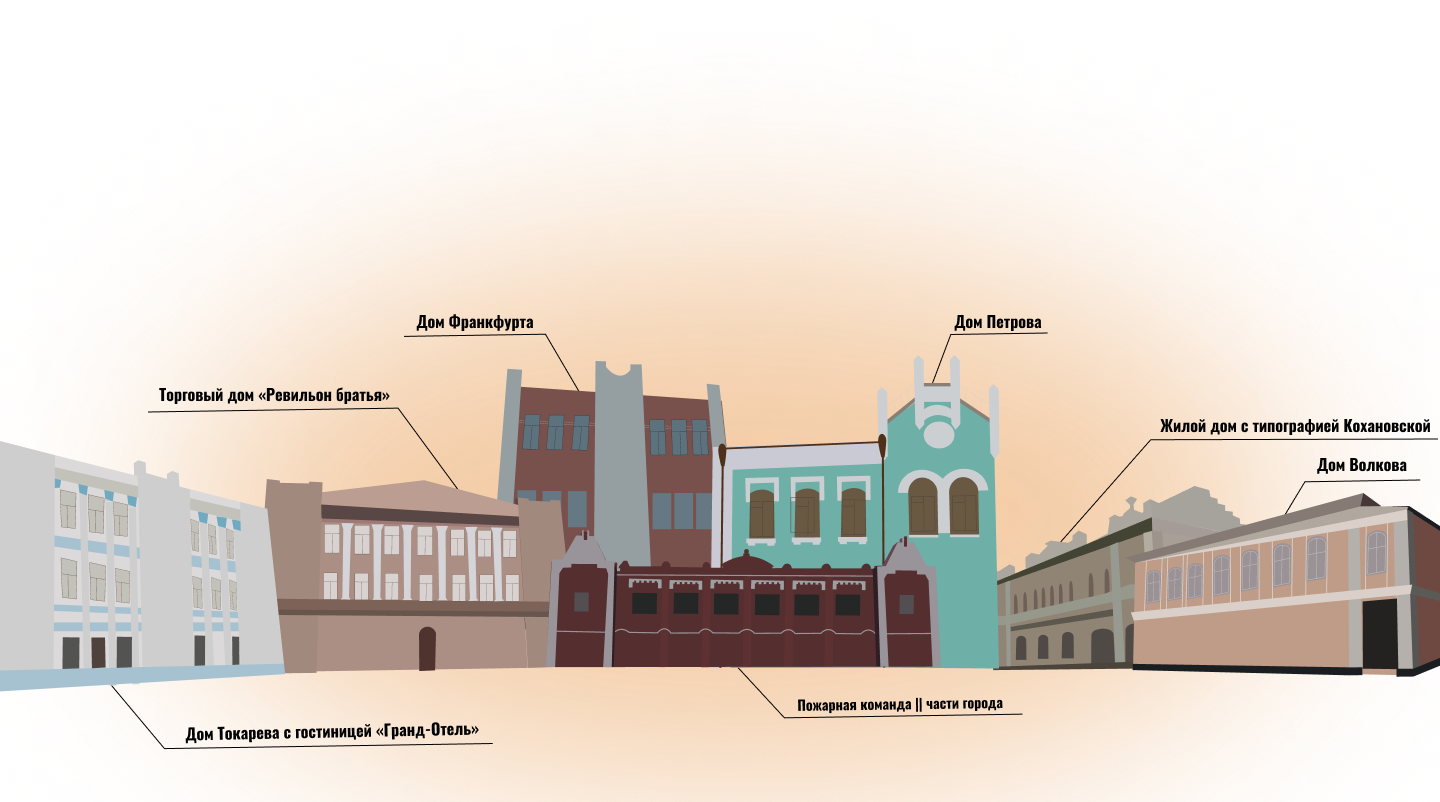 Дом Франкфурта
Дом Петрова
Торговый дом «Ревильон братья»
Жилой дом с типографией Кохановской
Дом Волкова
Пожарная команда || части города
Дом Токарева с гостиницей «Гранд-Отель»